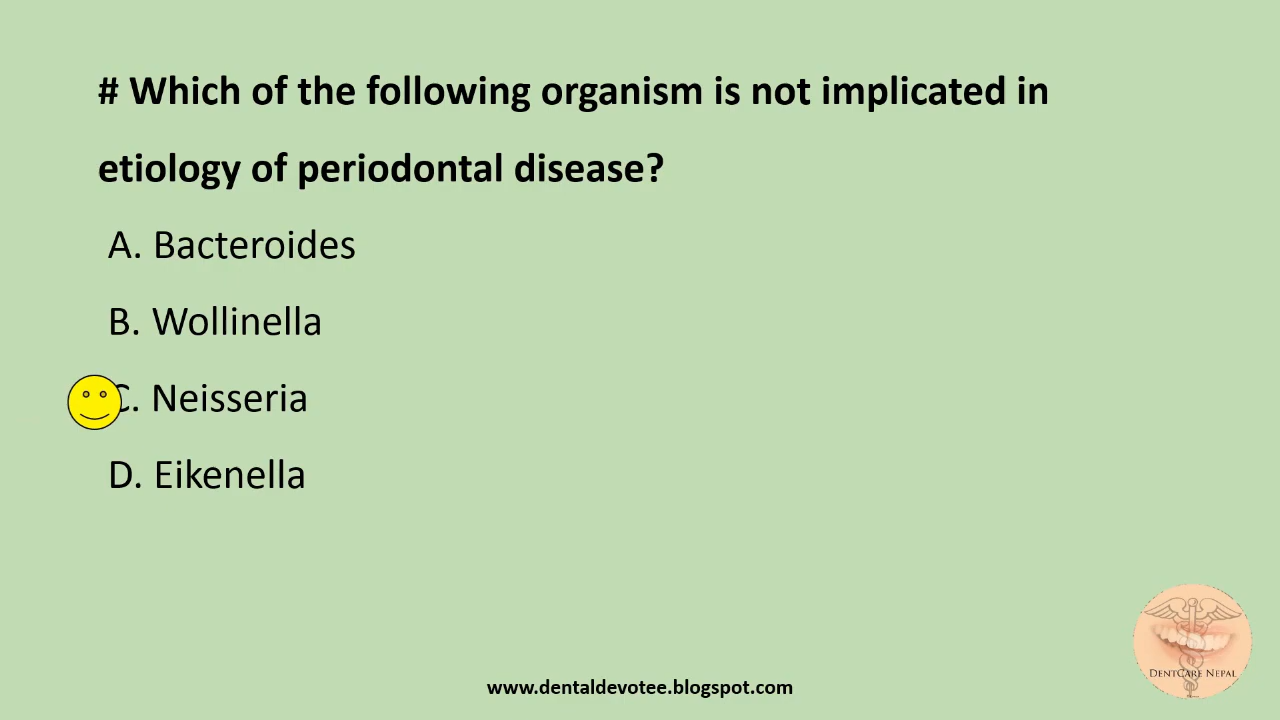 # Which of the following organism is not implicated in
etiology of periodontal disease?
A. Bacteroides
B. Wollinella
C. Neisseria
D. Eikenella
DENTCARE NEPAL
www.dentaldevotee.blogspot.com